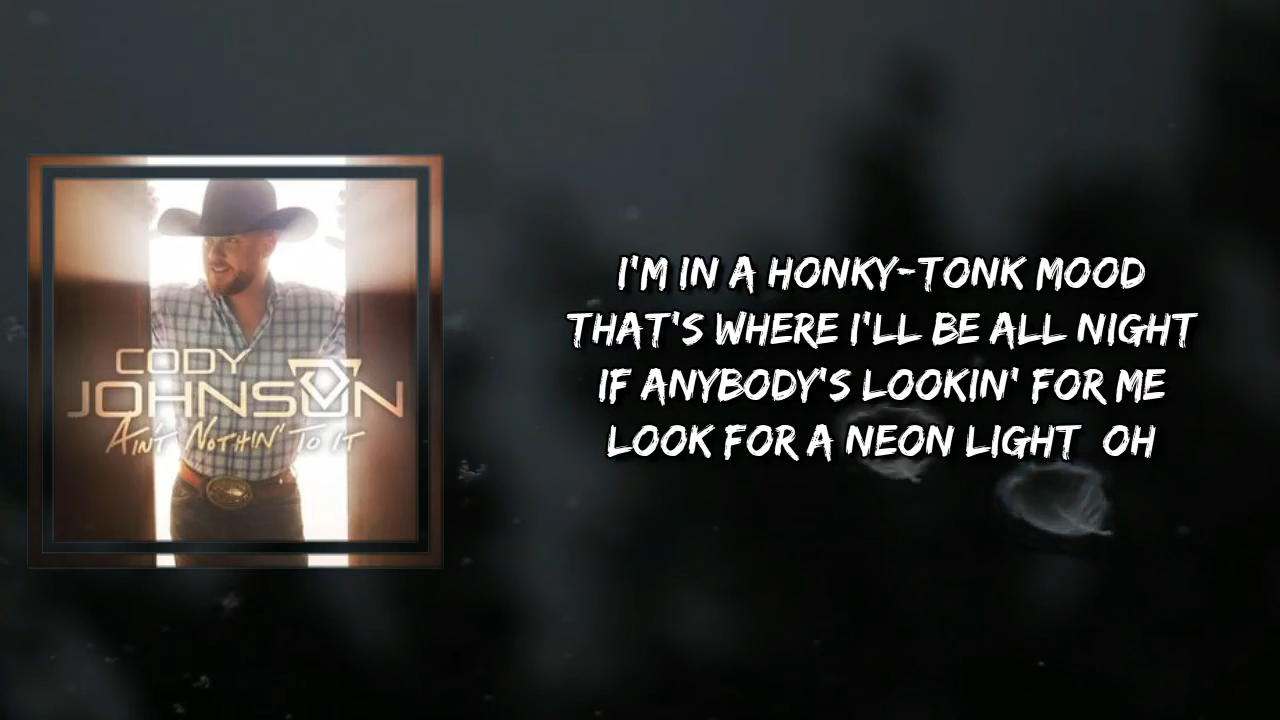 CODY
JOHNSON
AIN'T NOTHIN' TO IT
I'M IN A HONKY-TONK MOOD
THAT'S WHERE I'LL BE ALL NIGHT
IF ANYBODY'S LOOKIN' FOR ME
LOOK FOR A NEON LIGHT OH